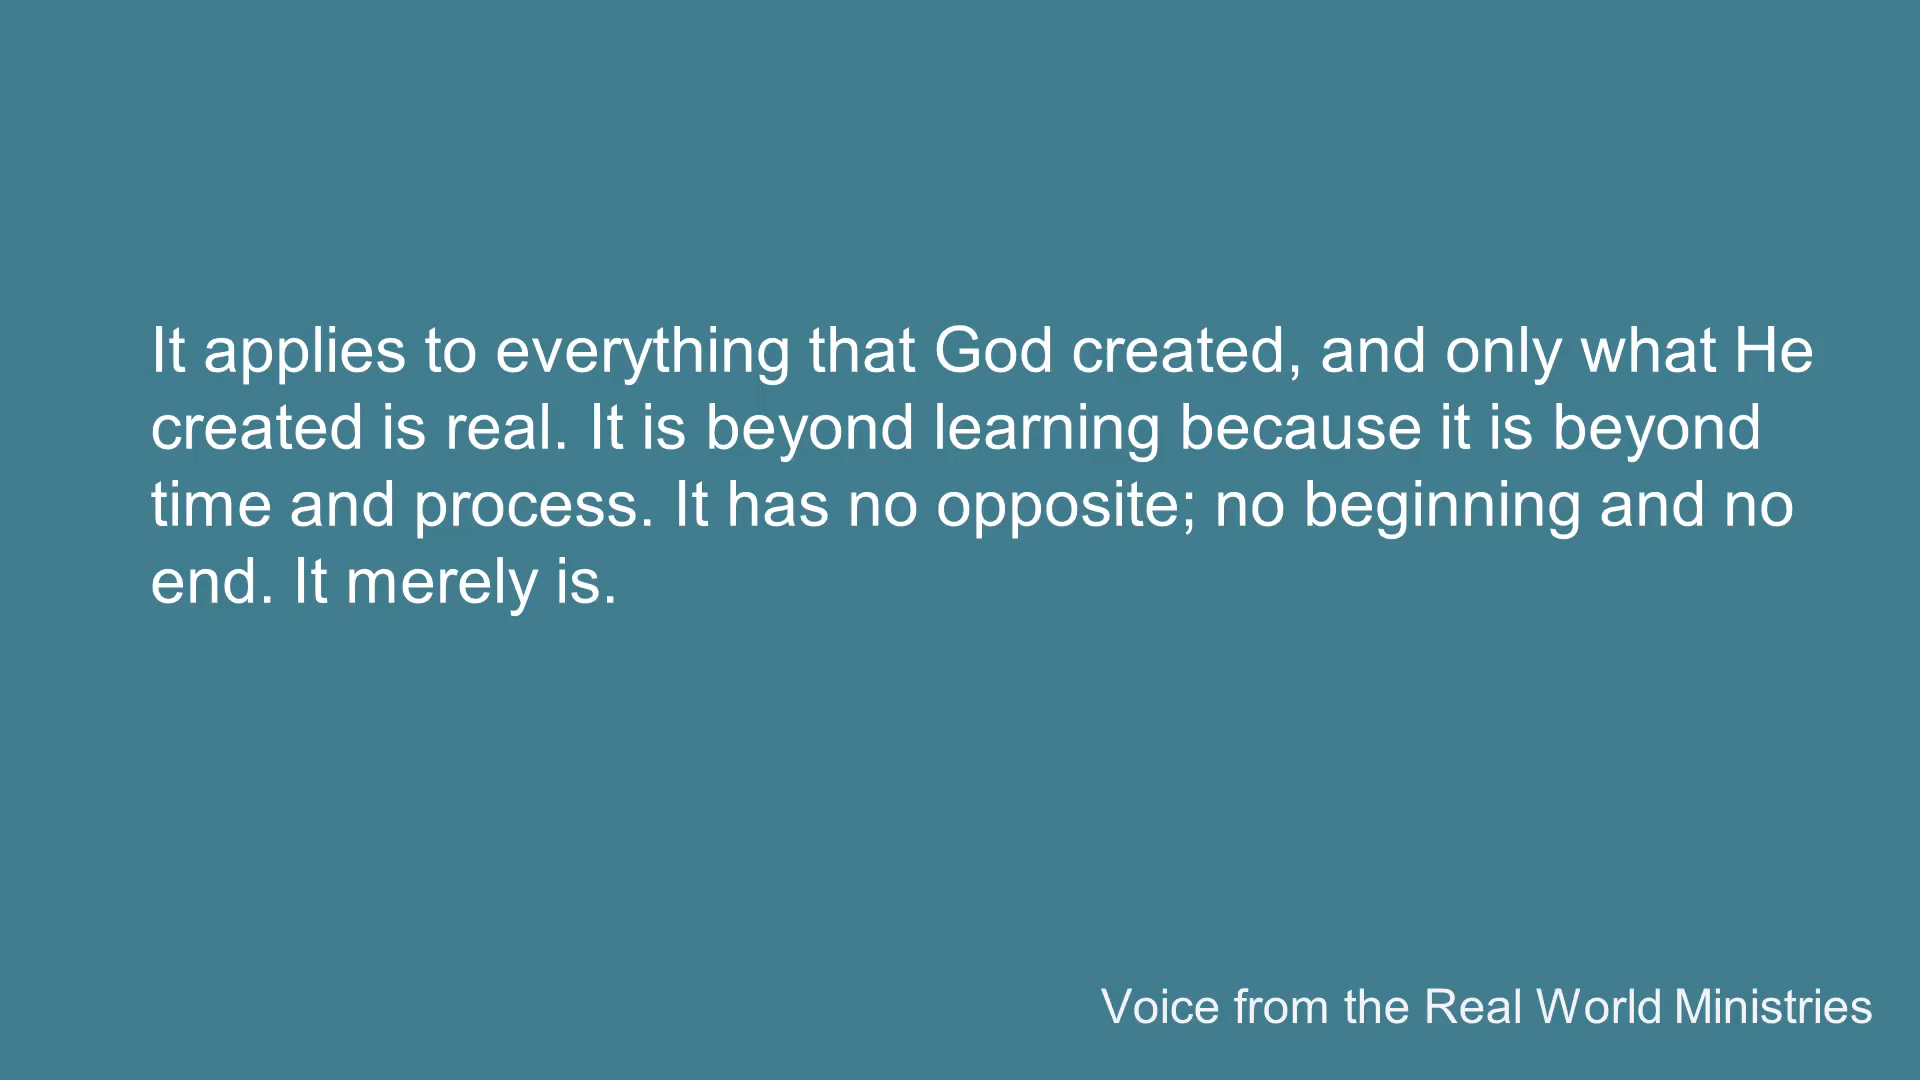 It applies to everything that God created, and only what He
created is real. It is beyond learning because it is beyond
time and process. It has no opposite; no beginning and no
end. It merely is.
Voice from the Real World Ministries